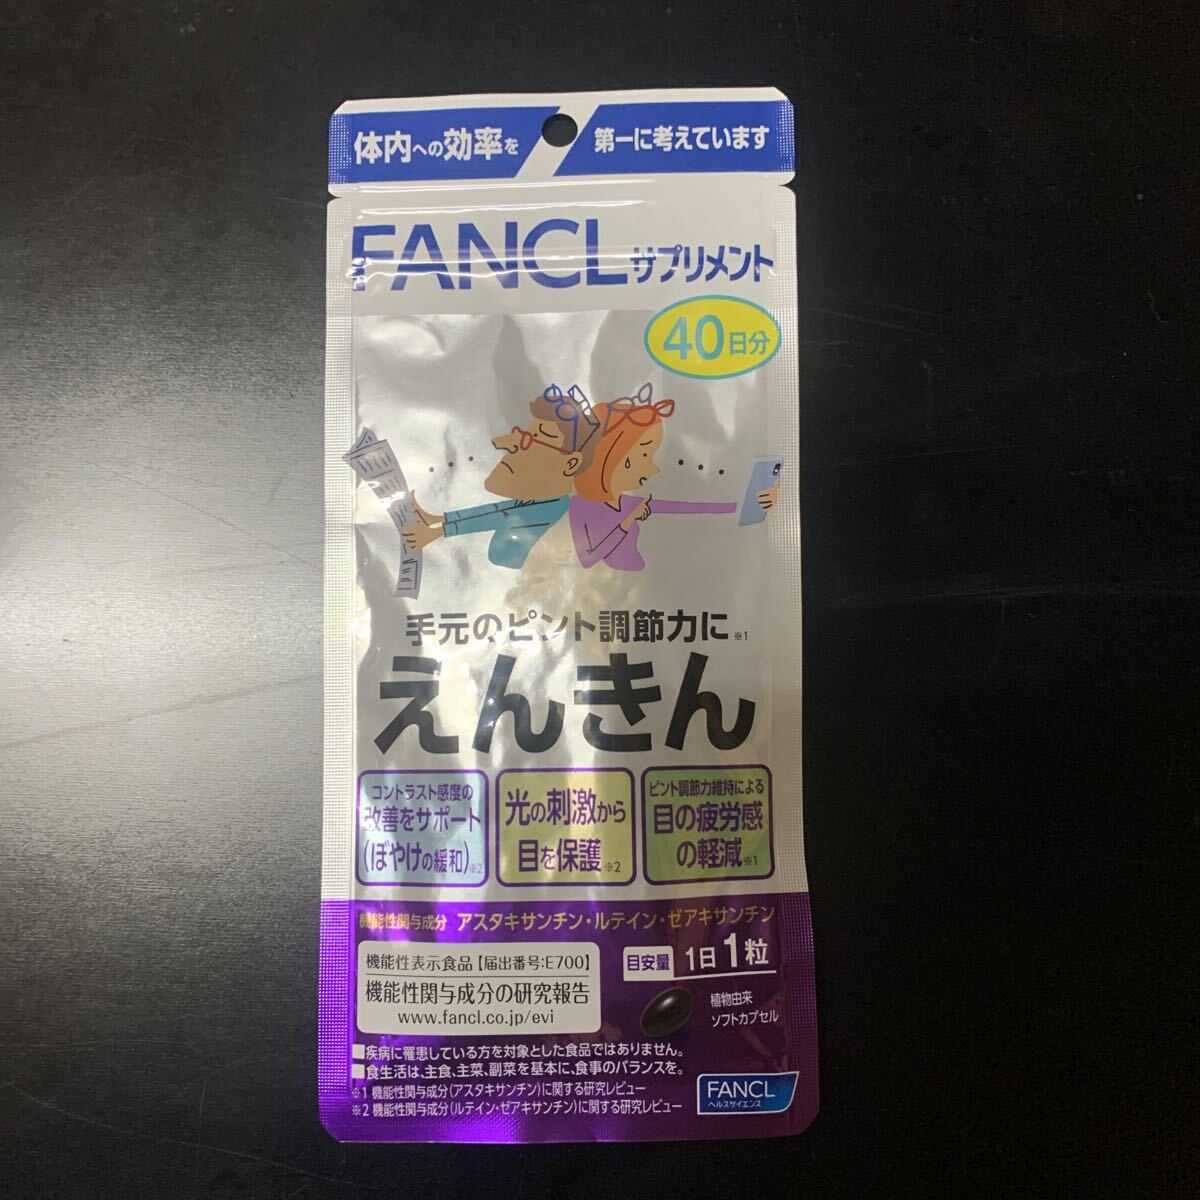 体内への効率を 第一に考えています
FANCL サプリメント
40日分
手元のピント調節力に※1
えんきん
コントラスト感度の
改善をサポート
(ぼやけの緩和)※2
光の刺激から
目を保護※2
ピント調節力維持による
目の疲労感
の軽減※1
機能性関与成分 アスタキサンチン・ルテイン・ゼアキサンチン
機能性表示食品【届出番号:E700】
機能性関与成分の研究報告
www.fancl.co.jp/evi
目安量 1日1粒
植物由来
ソフトカプセル
■疾病に罹患している方を対象とした食品ではありません。
■食生活は、主食、主菜、副菜を基本に、食事のバランスを。
※1 機能性関与成分(アスタキサンチン)に関する研究レビュー
※2 機能性関与成分(ルテイン・ゼアキサンチン)に関する研究レビュー
FANCL
ヘルスサイエンス